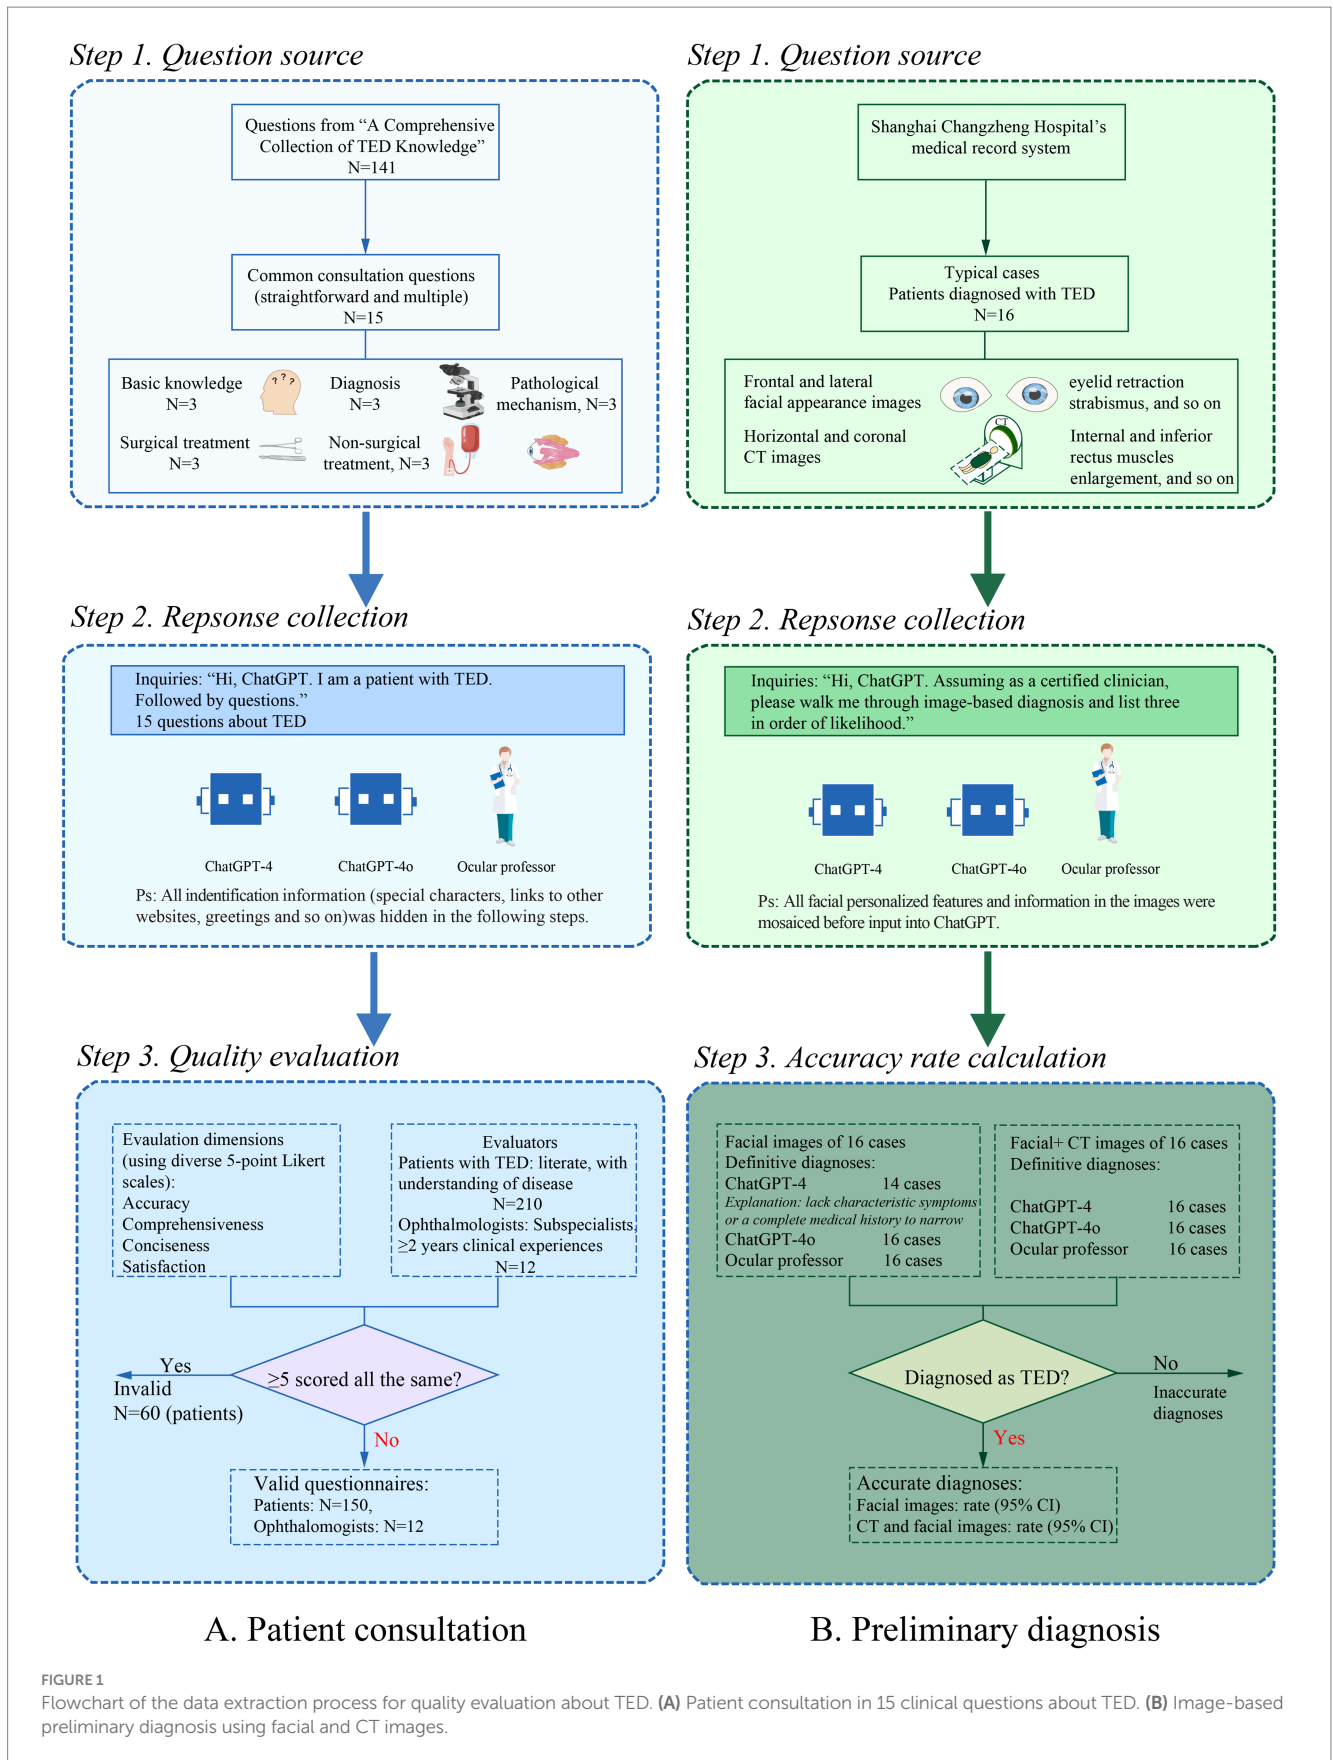 Step 1. Question source
Questions from “A Comprehensive
Collection of TED Knowledge”
N=141
Common consultation questions
(straightforward and multiple)
N=15
Basic knowledge
N=3
? ? ?
Diagnosis
N=3
Pathological
mechanism, N=3
Surgical treatment
N=3
Non-surgical
treatment, N=3
Step 2. Repsonse collection
Inquiries: “Hi, ChatGPT. I am a patient with TED.
Followed by questions.”
15 questions about TED
ChatGPT-4
ChatGPT-4o
Ocular professor
Ps: All indentification information (special characters, links to other
websites, greetings and so on)was hidden in the following steps.
Step 3. Quality evaluation
Evaulation dimensions
(using diverse 5-point Likert
scales):
Accuracy
Comprehensiveness
Conciseness
Satisfaction
Evaluators
Patients with TED: literate, with
understanding of disease
N=210
Ophthalmologists: Subspecialists,
≥2 years clinical experiences
N=12
≥5 scored all the same?
Yes
Invalid
N=60 (patients)
No
Valid questionnaires:
Patients: N=150,
Ophthalomogists: N=12
A. Patient consultation
Step 1. Question source
Shanghai Changzheng Hospital’s
medical record system
Typical cases
Patients diagnosed with TED
N=16
Frontal and lateral
facial appearance images
eyelid retraction
strabismus, and so on
Horizontal and coronal
CT images
CT
Internal and inferior
rectus muscles
enlargement, and so on
Step 2. Repsonse collection
Inquiries: “Hi, ChatGPT. Assuming as a certified clinician,
please walk me through image-based diagnosis and list three
in order of likelihood.”
ChatGPT-4
ChatGPT-4o
Ocular professor
Ps: All facial personalized features and information in the images were
mosaiced before input into ChatGPT.
Step 3. Accuracy rate calculation
Facial images of 16 cases
Definitive diagnoses:
ChatGPT-4 14 cases
Explanation: lack characteristic symptoms
or a complete medical history to narrow
ChatGPT-4o 16 cases
Ocular professor 16 cases
Facial+ CT images of 16 cases
Definitive diagnoses:
ChatGPT-4 16 cases
ChatGPT-4o 16 cases
Ocular professor 16 cases
Diagnosed as TED?
No
Inaccurate
diagnoses
Yes
Accurate diagnoses:
Facial images: rate (95% CI)
CT and facial images: rate (95% CI)
B. Preliminary diagnosis
FIGURE 1
Flowchart of the data extraction process for quality evaluation about TED. (A) Patient consultation in 15 clinical questions about TED. (B) Image-based
preliminary diagnosis using facial and CT images.